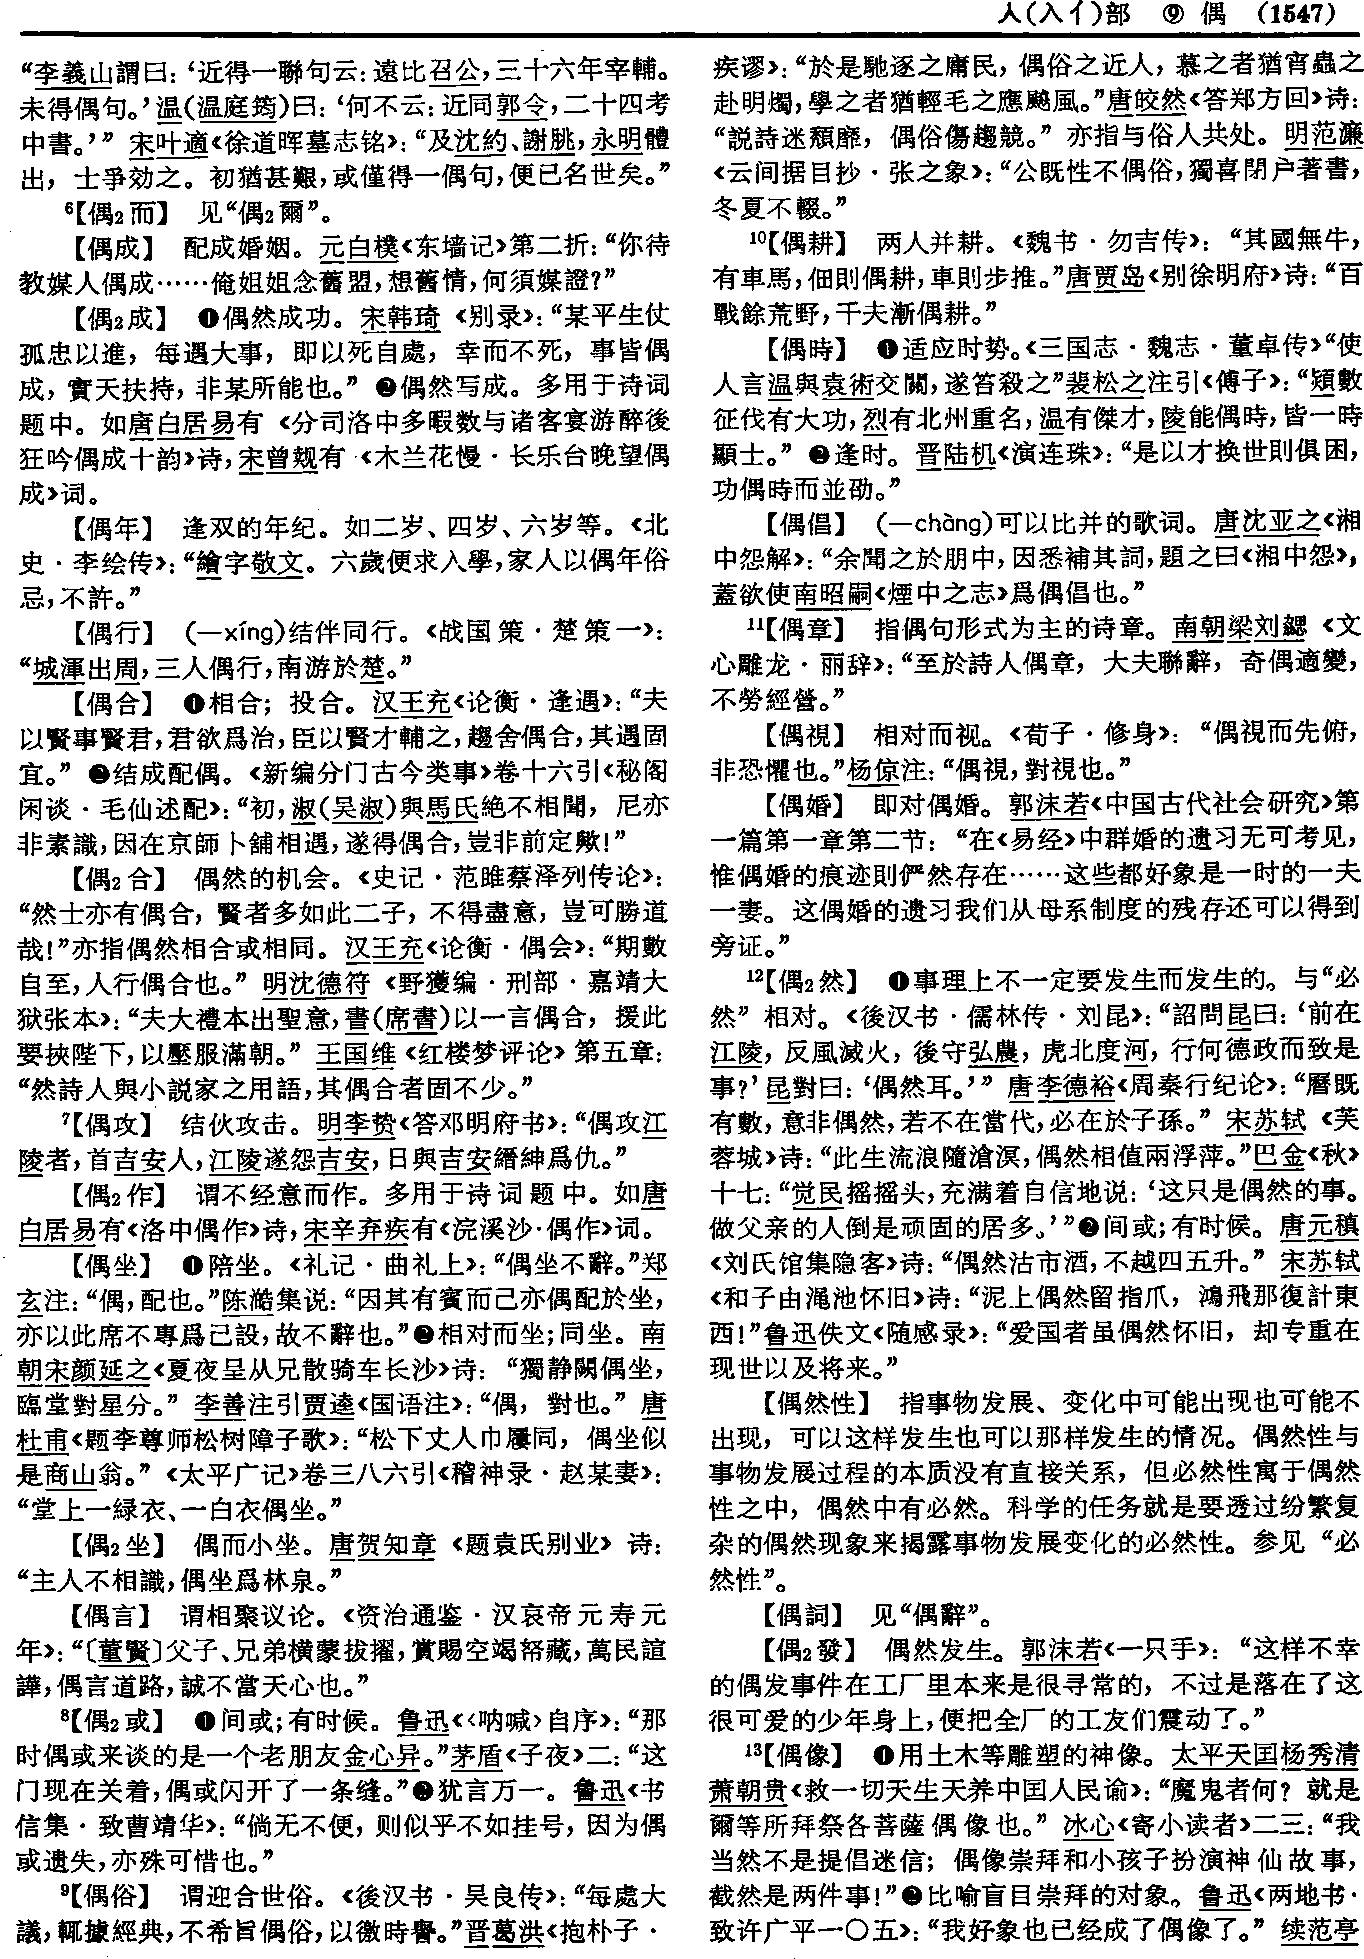 人(入亻)部　⑨　偶　(1547)
“李義山謂曰：‘近得一聯句云：遠比召公，三十六年宰輔。
未得偶句。’温(温庭筠)曰：‘何不云：近同郭令，二十四考
中書。’” 宋叶適《徐道晖墓志铭》：“及沈約、謝朓，永明體
出，士爭効之。初猶甚艱，或僅得一偶句，便已名世矣。”
⁶【偶₂而】 见“偶₂爾”。
【偶成】 配成婚姻。元白樸《东墙记》第二折：“你待
教媒人偶成……俺姐姐念舊盟，想舊情，何須媒證？”
【偶₂成】 ❶偶然成功。宋韩琦《别录》：“某平生仗
孤忠以進，每遇大事，即以死自處，幸而不死，事皆偶
成，實天扶持，非某所能也。” ❷偶然写成。多用于诗词
题中。如唐白居易有《分司洛中多暇数与诸客宴游醉後
狂吟偶成十韵》诗，宋曾觌有《木兰花慢·长乐台晚望偶
成》词。
【偶年】 逢双的年纪。如二岁、四岁、六岁等。《北
史·李绘传》：“繪字敬文。六歲便求入學，家人以偶年俗
忌，不許。”
【偶行】 (—xíng)结伴同行。《战国策·楚策一》：
“城渾出周，三人偶行，南游於楚。”
【偶合】 ❶相合；投合。汉王充《论衡·逢遇》：“夫
以賢事賢君，君欲爲治，臣以賢才輔之，趨舍偶合，其遇固
宜。” ❷结成配偶。《新编分门古今类事》卷十六引《秘阁
闲谈·毛仙述配》：“初，淑(吴淑)與馬氏絶不相聞，尼亦
非素識，因在京師卜舖相遇，遂得偶合，豈非前定歟！”
【偶₂合】 偶然的机会。《史记·范雎蔡泽列传论》：
“然士亦有偶合，賢者多如此二子，不得盡意，豈可勝道
哉！”亦指偶然相合或相同。汉王充《论衡·偶会》：“期數
自至，人行偶合也。” 明沈德符《野獲编·刑部·嘉靖大
狱张本》：“夫大禮本出聖意，書(席書)以一言偶合，援此
要挾陛下，以壓服滿朝。” 王国维《红楼梦评论》第五章：
“然詩人與小説家之用語，其偶合者固不少。”
⁷【偶攻】 结伙攻击。明李贽《答邓明府书》：“偶攻江
陵者，首吉安人，江陵遂怨吉安，日與吉安縉紳爲仇。”
【偶₂作】 谓不经意而作。多用于诗词题中。如唐
白居易有《洛中偶作》诗，宋辛弃疾有《浣溪沙·偶作》词。
【偶坐】 ❶陪坐。《礼记·曲礼上》：“偶坐不辭。”郑
玄注：“偶，配也。”陈澔集说：“因其有賓而己亦偶配於坐，
亦以此席不專爲己設，故不辭也。”❷相对而坐；同坐。南
朝宋颜延之《夏夜呈从兄散骑车长沙》诗：“獨静闕偶坐，
臨堂對星分。” 李善注引贾逵《国语注》：“偶，對也。” 唐
杜甫《题李尊师松树障子歌》：“松下丈人巾屨同，偶坐似
是商山翁。”《太平广记》卷三八六引《稽神录·赵某妻》：
“堂上一緑衣、一白衣偶坐。”
【偶₂坐】 偶而小坐。唐贺知章《题袁氏别业》诗：
“主人不相識，偶坐爲林泉。”
【偶言】 谓相聚议论。《资治通鉴·汉哀帝元寿元
年》：“〔董賢〕父子、兄弟横蒙拔擢，賞賜空竭帑藏，萬民諠
譁，偶言道路，誠不當天心也。”
⁸【偶₂或】 ❶间或；有时候。鲁迅《〈呐喊〉自序》：“那
时偶或来谈的是一个老朋友金心异。”茅盾《子夜》二：“这
门现在关着，偶或闪开了一条缝。”❷犹言万一。鲁迅《书
信集·致曹靖华》：“倘无不便，则似乎不如挂号，因为偶
或遗失，亦殊可惜也。”
⁹【偶俗】 谓迎合世俗。《後汉书·吴良传》：“每處大
議，輒據經典，不希旨偶俗，以徼時譽。”晋葛洪《抱朴子·
疾谬》：“於是馳逐之庸民，偶俗之近人，慕之者猶宵蟲之
赴明燭，學之者猶輕毛之應飈風。”唐皎然《答郑方回》诗：
“説詩迷頽靡，偶俗傷趨競。” 亦指与俗人共处。明范濂
《云间据目抄·张之象》：“公既性不偶俗，獨喜閉户著書，
冬夏不輟。”
¹⁰【偶耕】 两人并耕。《魏书·勿吉传》：“其國無牛，
有車馬，佃則偶耕，車則步推。”唐贾岛《别徐明府》诗：“百
戰餘荒野，千夫漸偶耕。”
【偶時】 ❶适应时势。《三国志·魏志·董卓传》“使
人言温與袁術交關，遂笞殺之”裴松之注引《傅子》：“熲數
征伐有大功，烈有北州重名，温有傑才，陵能偶時，皆一時
顯士。” ❷逢时。晋陆机《演连珠》：“是以才换世則俱困，
功偶時而並劭。”
【偶倡】 (—chàng)可以比并的歌词。唐沈亚之《湘
中怨解》：“余聞之於朋中，因悉補其詞，題之曰《湘中怨》，
蓋欲使南昭嗣《煙中之志》爲偶倡也。”
¹¹【偶章】 指偶句形式为主的诗章。南朝梁刘勰《文
心雕龙·丽辞》：“至於詩人偶章，大夫聯辭，奇偶適變，
不勞經營。”
【偶視】 相对而视。《荀子·修身》：“偶視而先俯，
非恐懼也。”杨倞注：“偶視，對視也。”
【偶婚】 即对偶婚。郭沫若《中国古代社会研究》第
一篇第一章第二节：“在《易经》中群婚的遗习无可考见，
惟偶婚的痕迹則俨然存在……这些都好象是一时的一夫
一妻。这偶婚的遗习我们从母系制度的残存还可以得到
旁证。”
¹²【偶₂然】 ❶事理上不一定要发生而发生的。与“必
然”相对。《後汉书·儒林传·刘昆》：“詔問昆曰：‘前在
江陵，反風滅火，後守弘農，虎北度河，行何德政而致是
事？’昆對曰：‘偶然耳。’” 唐李德裕《周秦行纪论》：“曆既
有數，意非偶然，若不在當代，必在於子孫。” 宋苏轼《芙
蓉城》诗：“此生流浪隨滄溟，偶然相值兩浮萍。”巴金《秋》
十七：“觉民摇摇头，充满着自信地说：‘这只是偶然的事。
做父亲的人倒是顽固的居多。’”❷间或；有时候。唐元稹
《刘氏馆集隐客》诗：“偶然沽市酒，不越四五升。” 宋苏轼
《和子由渑池怀旧》诗：“泥上偶然留指爪，鴻飛那復計東
西！”鲁迅佚文《随感录》：“爱国者虽偶然怀旧，却专重在
现世以及将来。”
【偶然性】 指事物发展、变化中可能出现也可能不
出现，可以这样发生也可以那样发生的情况。偶然性与
事物发展过程的本质没有直接关系，但必然性寓于偶然
性之中，偶然中有必然。科学的任务就是要透过纷繁复
杂的偶然现象来揭露事物发展变化的必然性。参见“必
然性”。
【偶詞】 见“偶辭”。
【偶₂發】 偶然发生。郭沫若《一只手》：“这样不幸
的偶发事件在工厂里本来是很寻常的，不过是落在了这
很可爱的少年身上，便把全厂的工友们震动了。”
¹³【偶像】 ❶用土木等雕塑的神像。太平天囯杨秀清
萧朝贵《救一切天生天养中囯人民谕》：“魔鬼者何？就是
爾等所拜祭各菩薩偶像也。” 冰心《寄小读者》二三：“我
当然不是提倡迷信；偶像崇拜和小孩子扮演神仙故事，
截然是两件事！”❷比喻盲目崇拜的对象。鲁迅《两地书·
致许广平一〇五》：“我好象也已经成了偶像了。” 续范亭